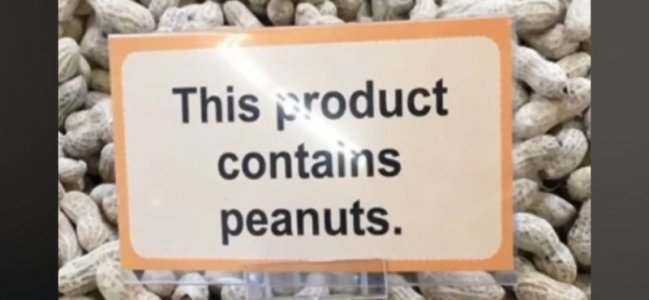 This product
contains
peanuts.